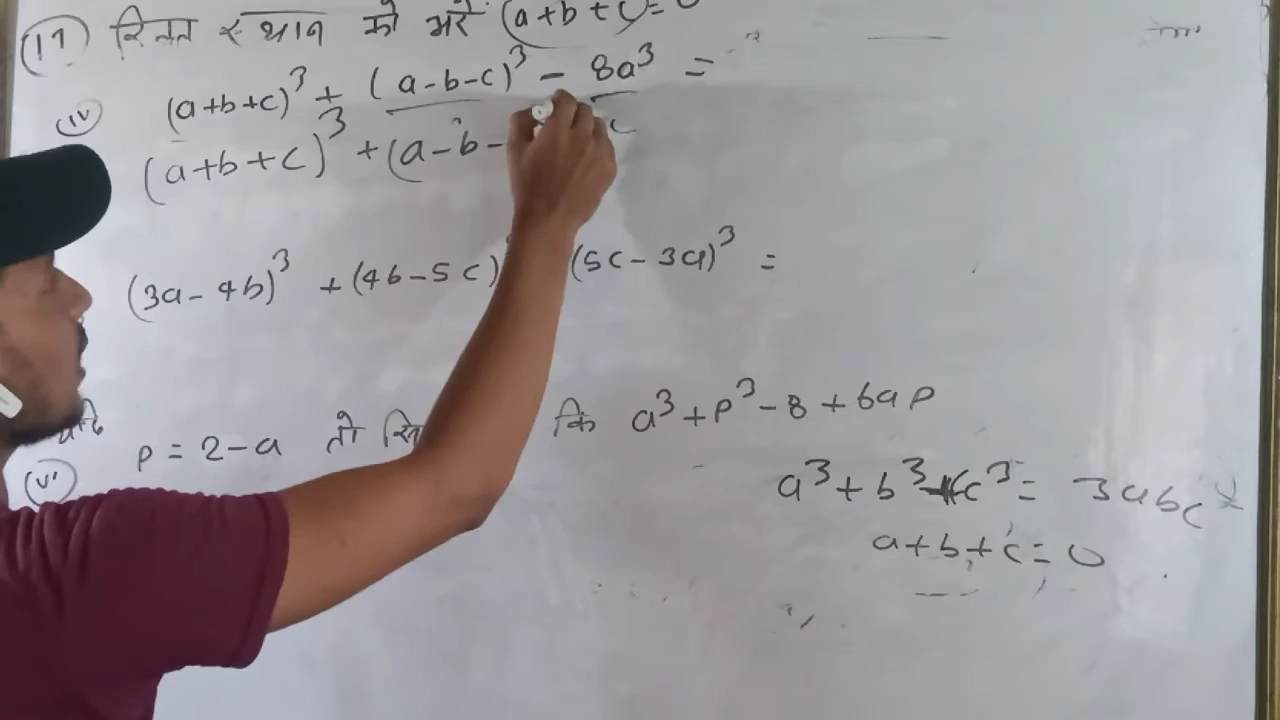 (17) रिक्त स्थान को भरें (a+b+c)=0
(iv) (a+b+c)³ + (a-b-c)³ - 8a³ =
(a+b+c)³ + (a-b-
(3a-4b)³ +(4b-5c) (5c-3a)³ =
यदि p=2-a तो कि a³+p³-8+6ap
(v)
a³+b³+c³= 3abc
a+b+c=0